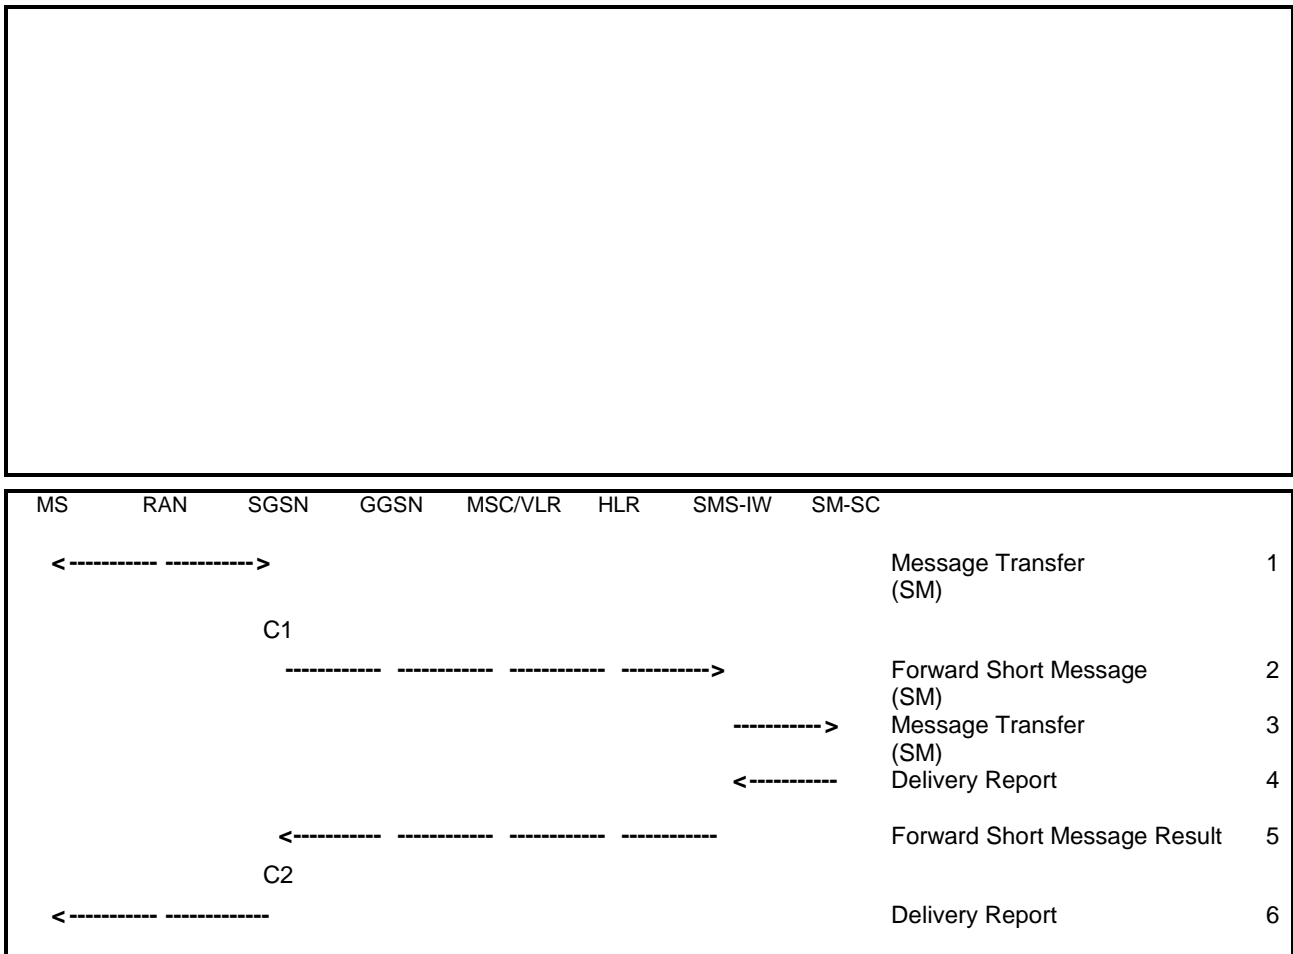 MS RAN SGSN GGSN MSC/VLR HLR SMS-IW SM-SC
<----------- -----------> Message Transfer 1
(SM)
C1
------------ ------------ ------------ -----------> Forward Short Message 2
(SM)
-----------> Message Transfer 3
(SM)
<----------- Delivery Report 4
<----------- ------------ ------------ ------------ Forward Short Message Result 5
C2
<----------- ------------- Delivery Report 6